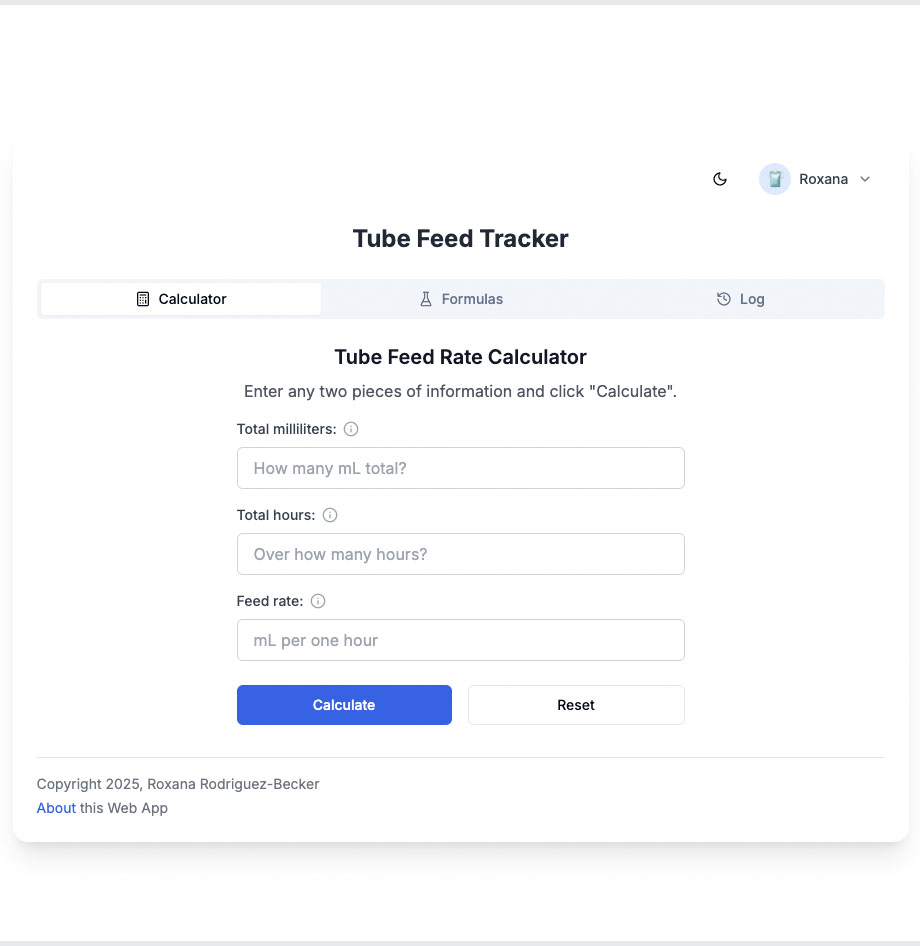 Roxana
Tube Feed Tracker
Calculator Formulas Log
Tube Feed Rate Calculator
Enter any two pieces of information and click "Calculate".
Total milliliters:
How many mL total?
Total hours:
Over how many hours?
Feed rate:
mL per one hour
Calculate Reset
Copyright 2025, Roxana Rodriguez-Becker
About this Web App